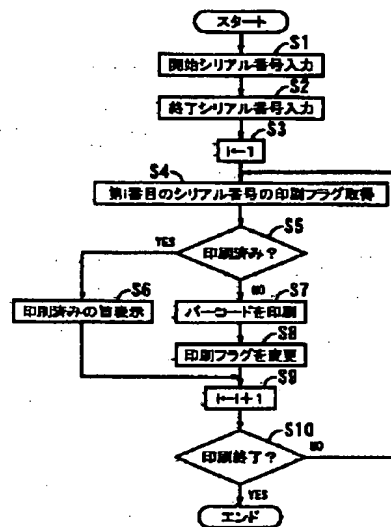 スタート
S1
開始シリアル番号入力
S2
終了シリアル番号入力
S3
i←1
S4
第i番目のシリアル番号の印刷フラグ取得
S5
YES
印刷済み?
NO
S6
印刷済みの旨表示
S7
バーコードを印刷
S8
印刷フラグを変更
S9
i←i+1
S10
印刷終了?
NO
YES
エンド